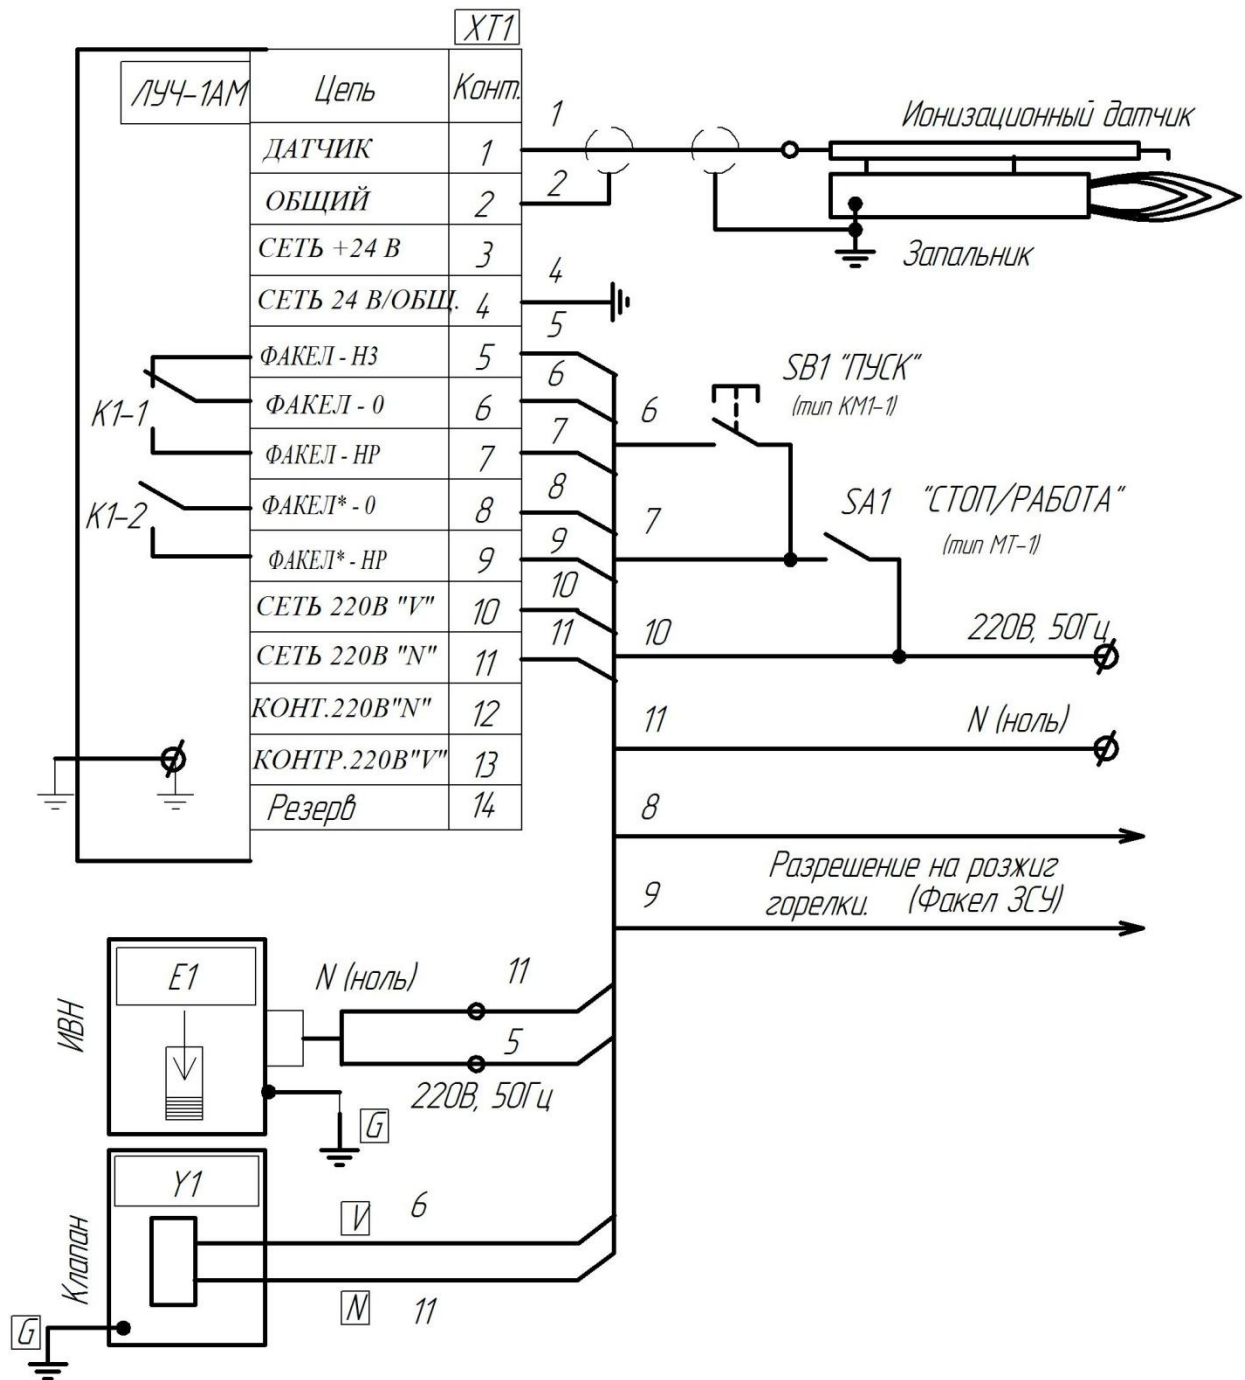 XT1
ЛУЧ-1АМ
Цепь
Конт.
ДАТЧИК 1
ОБЩИЙ 2
СЕТЬ +24 В 3
СЕТЬ 24 В/ОБЩ. 4
ФАКЕЛ - НЗ 5
ФАКЕЛ - 0 6
ФАКЕЛ - НР 7
ФАКЕЛ* - 0 8
ФАКЕЛ* - НР 9
СЕТЬ 220В "V" 10
СЕТЬ 220В "N" 11
КОНТ.220В"N" 12
КОНТР.220В"V" 13
Резерв 14
K1-1
K1-2
1
2
4
5
6
7
8
9
10
11
Ионизационный датчик
Запальник
6
SB1 "ПУСК"
(тип КМ1-1)
7
SA1 "СТОП/РАБОТА"
(тип МТ-1)
10
220В, 50Гц
11
N (ноль)
8
Разрешение на розжиг
горелки. (Факел ЗСУ)
9
ИВН
E1
N (ноль) 11
5
220В, 50Гц
G
Клапан
Y1
V 6
N 11
G